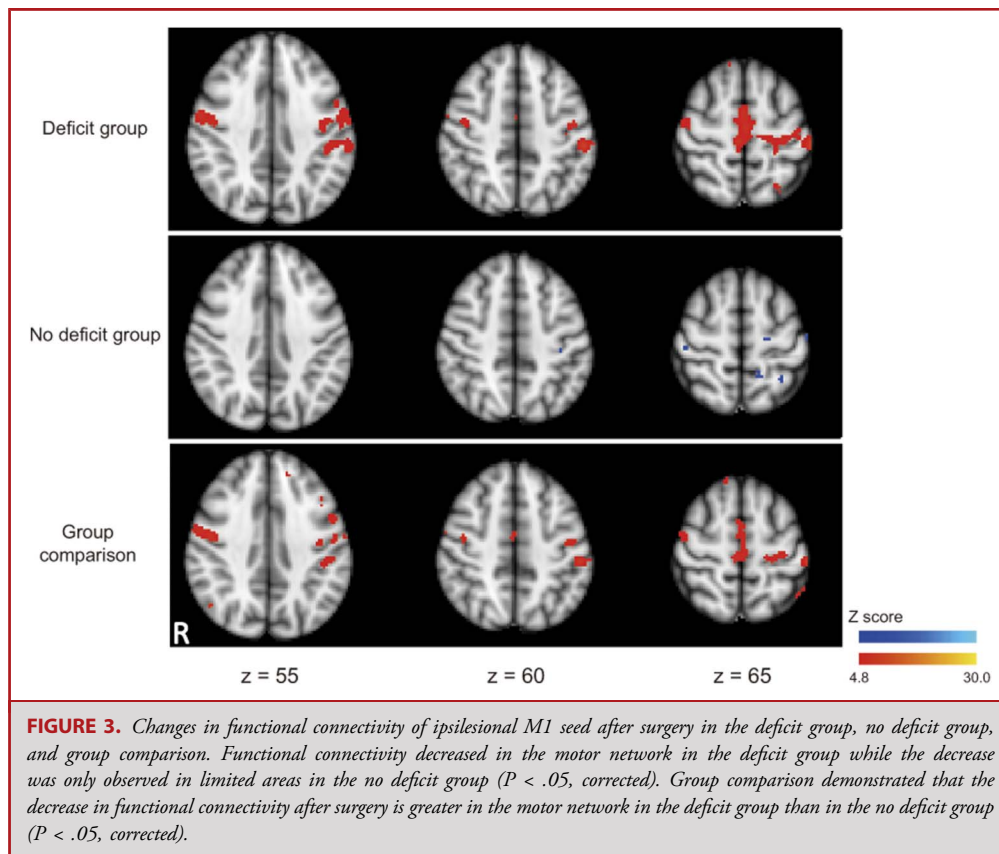 Deficit group
No deficit group
Group
comparison
R
Z score
4.8 30.0
z = 55 z = 60 z = 65
FIGURE 3. Changes in functional connectivity of ipsilesional M1 seed after surgery in the deficit group, no deficit group,
and group comparison. Functional connectivity decreased in the motor network in the deficit group while the decrease
was only observed in limited areas in the no deficit group (P < .05, corrected). Group comparison demonstrated that the
decrease in functional connectivity after surgery is greater in the motor network in the deficit group than in the no deficit group
(P < .05, corrected).